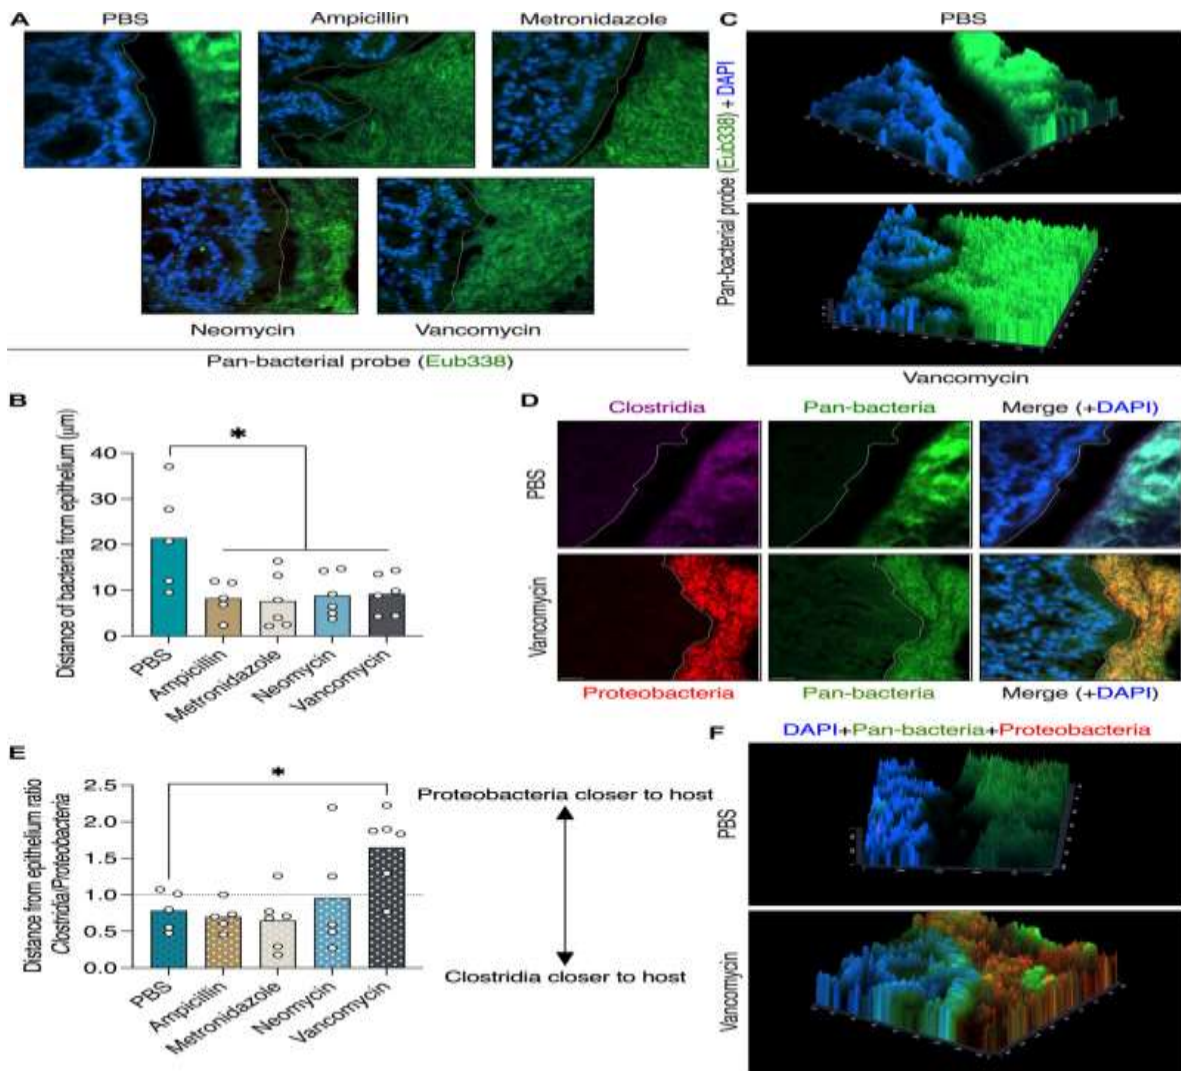 A
PBS
Ampicillin
Metronidazole
Neomycin
Vancomycin
Pan-bacterial probe (Eub338)
C
PBS
Pan-bacterial probe (Eub338) + DAPI
Vancomycin
B
Distance of bacteria from epithelium (μm)
40
30
20
10
0
*
PBS
Ampicillin
Metronidazole
Neomycin
Vancomycin
D
Clostridia
Pan-bacteria
Merge (+DAPI)
PBS
Vancomycin
Proteobacteria
Pan-bacteria
Merge (+DAPI)
E
Distance from epithelium ratio
Clostridia/Proteobacteria
2.5
2.0
1.5
1.0
0.5
0.0
*
PBS
Ampicillin
Metronidazole
Neomycin
Vancomycin
Proteobacteria closer to host
Clostridia closer to host
F
DAPI+Pan-bacteria+Proteobacteria
PBS
Vancomycin